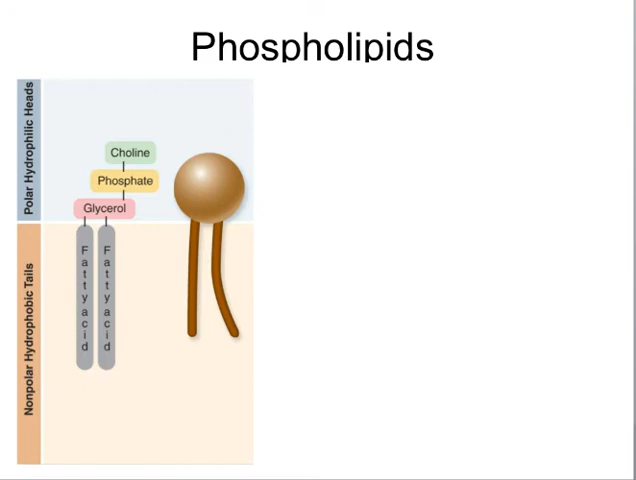 Phospholipids
Polar Hydrophilic Heads
Choline
Phosphate
Glycerol
Fatty acid
Fatty acid
Nonpolar Hydrophobic Tails